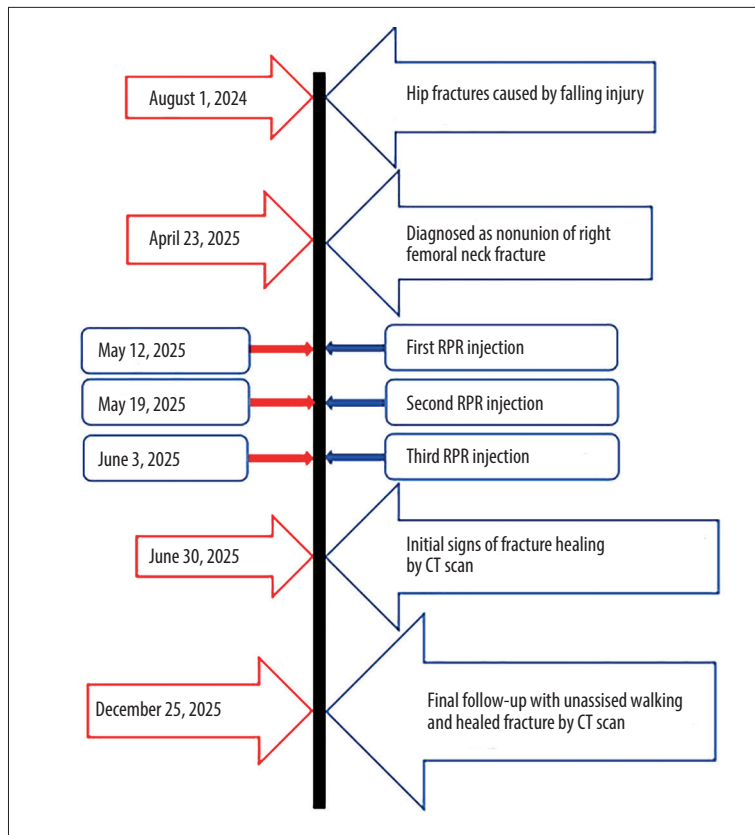 August 1, 2024
Hip fractures caused by falling injury
April 23, 2025
Diagnosed as nonunion of right
femoral neck fracture
May 12, 2025
First RPR injection
May 19, 2025
Second RPR injection
June 3, 2025
Third RPR injection
June 30, 2025
Initial signs of fracture healing
by CT scan
December 25, 2025
Final follow-up with unassised walking
and healed fracture by CT scan